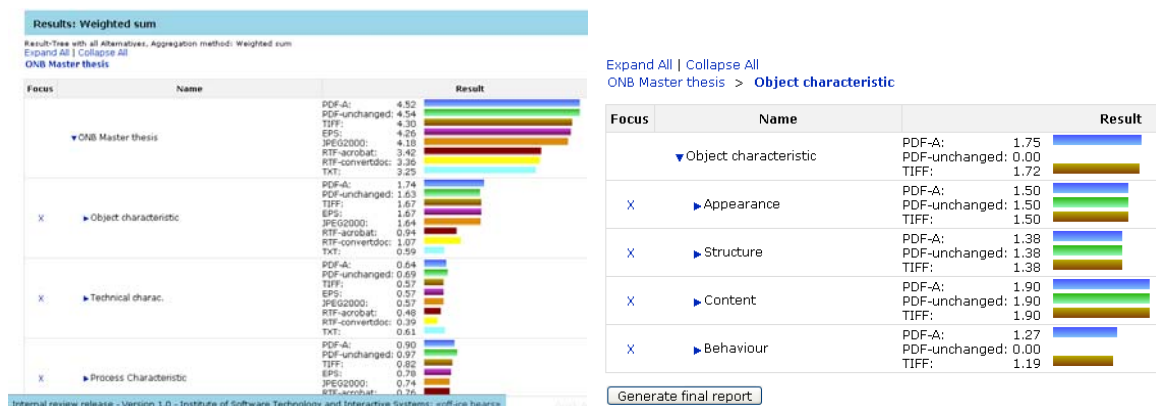 Results: Weighted sum
Result-Tree with all Alternatives, Aggregation method: Weighted sum
Expand All | Collapse All
ONB Master thesis
Focus Name Result
▼ONB Master thesis
PDF-A: 4.52
PDF-unchanged: 4.54
TIFF: 4.30
EPS: 4.26
JPEG2000: 4.18
RTF-acrobat: 3.42
RTF-convertdoc: 3.36
TXT: 3.25
X ▶Object characteristic
PDF-A: 1.74
PDF-unchanged: 1.63
TIFF: 1.67
EPS: 1.67
JPEG2000: 1.64
RTF-acrobat: 0.94
RTF-convertdoc: 1.07
TXT: 0.59
X ▶Technical charac.
PDF-A: 0.64
PDF-unchanged: 0.69
TIFF: 0.57
EPS: 0.57
JPEG2000: 0.57
RTF-acrobat: 0.48
RTF-convertdoc: 0.39
TXT: 0.61
X ▶Process Characteristic
PDF-A: 0.90
PDF-unchanged: 0.97
TIFF: 0.82
EPS: 0.78
JPEG2000: 0.74
RTF-acrobat: 0.76
Internal review release - Version 1.0 - Institute of Software Technology and Interactive Systems: <off-ice bears>
Expand All | Collapse All
ONB Master thesis > Object characteristic
Focus Name Result
▼Object characteristic
PDF-A: 1.75
PDF-unchanged: 0.00
TIFF: 1.72
X ▶Appearance
PDF-A: 1.50
PDF-unchanged: 1.50
TIFF: 1.50
X ▶Structure
PDF-A: 1.38
PDF-unchanged: 1.38
TIFF: 1.38
X ▶Content
PDF-A: 1.90
PDF-unchanged: 1.90
TIFF: 1.90
X ▶Behaviour
PDF-A: 1.27
PDF-unchanged: 0.00
TIFF: 1.19
Generate final report